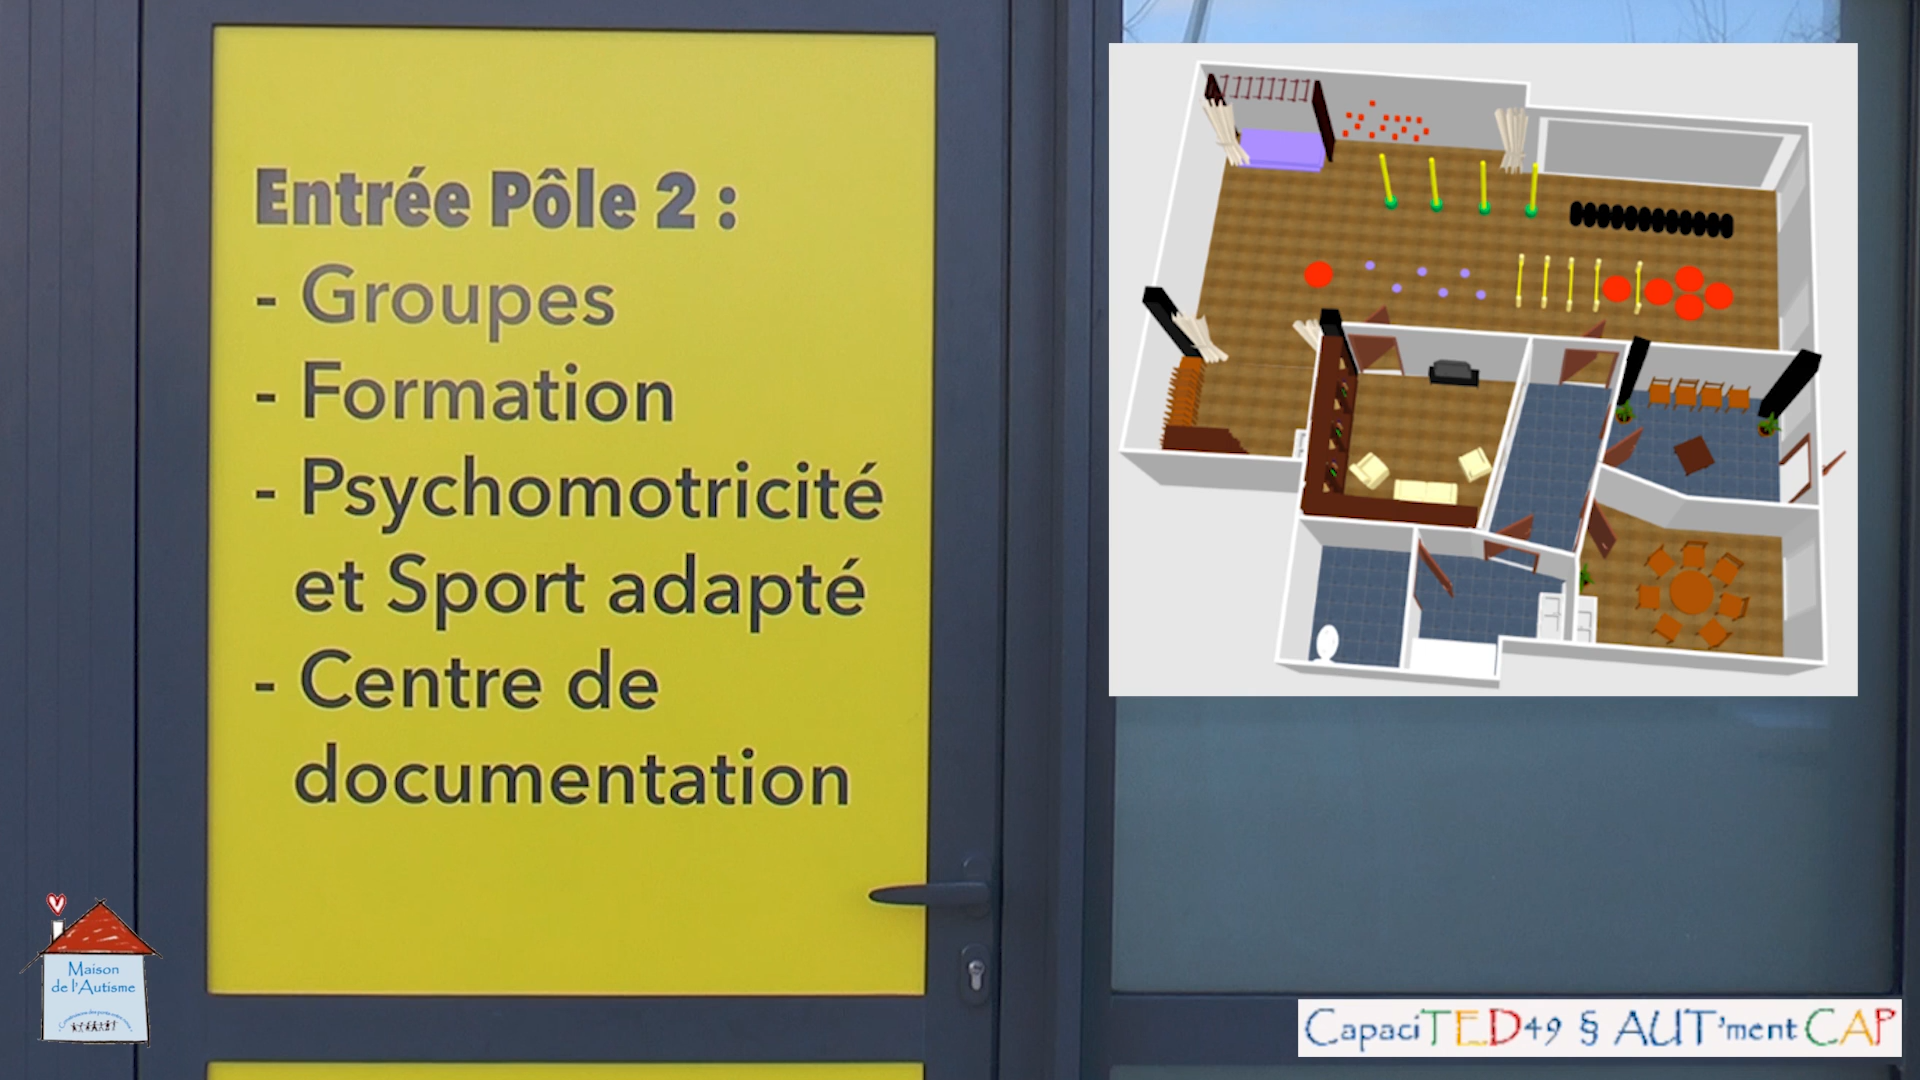 Entrée Pôle 2 :
- Groupes
- Formation
- Psychomotricité
et Sport adapté
- Centre de
documentation
Maison
de l'Autisme
CapaciTED49 § AUT'ment CAP